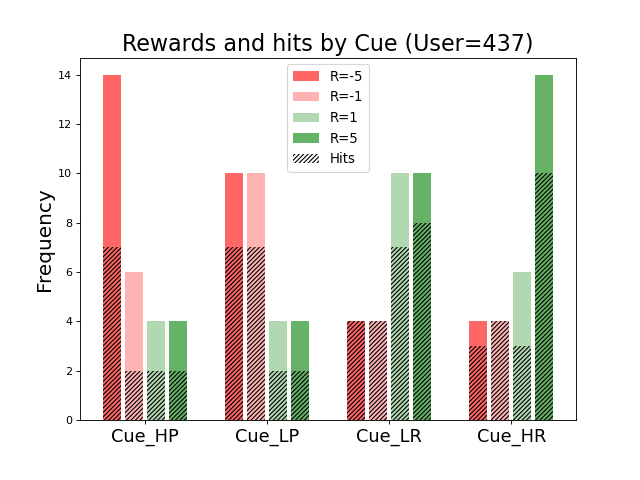 Rewards and hits by Cue (User=437)
R=-5
R=-1
R=1
R=5
Hits
Frequency
14
12
10
8
6
4
2
0
Cue_HP
Cue_LP
Cue_LR
Cue_HR